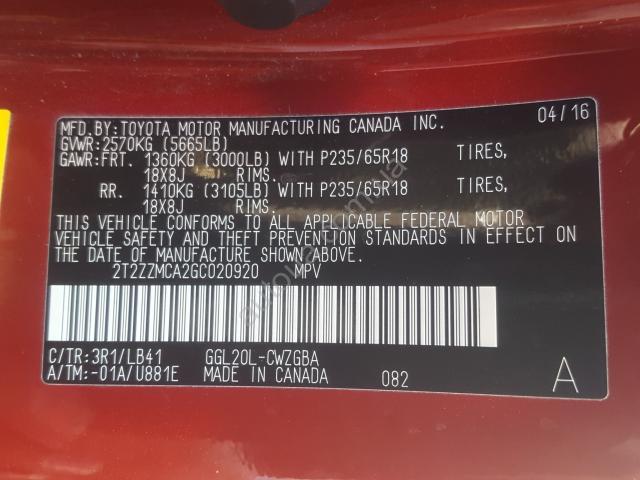 MFD.BY:TOYOTA MOTOR MANUFACTURING CANADA INC. 04/16
GVWR:2570KG (5665LB)
GAWR:FRT. 1360KG (3000LB) WITH P235/65R18 TIRES,
18X8J RIMS.
RR. 1410KG (3105LB) WITH P235/65R18 TIRES,
18X8J RIMS.
THIS VEHICLE CONFORMS TO ALL APPLICABLE FEDERAL MOTOR
VEHICLE SAFETY AND THEFT PREVENTION STANDARDS IN EFFECT ON
THE DATE OF MANUFACTURE SHOWN ABOVE.
2T2ZZMCA2GC020920 MPV
C/TR:3R1/LB41 GGL20L-CWZGBA
A/TM:-01A/U881E MADE IN CANADA 082 A